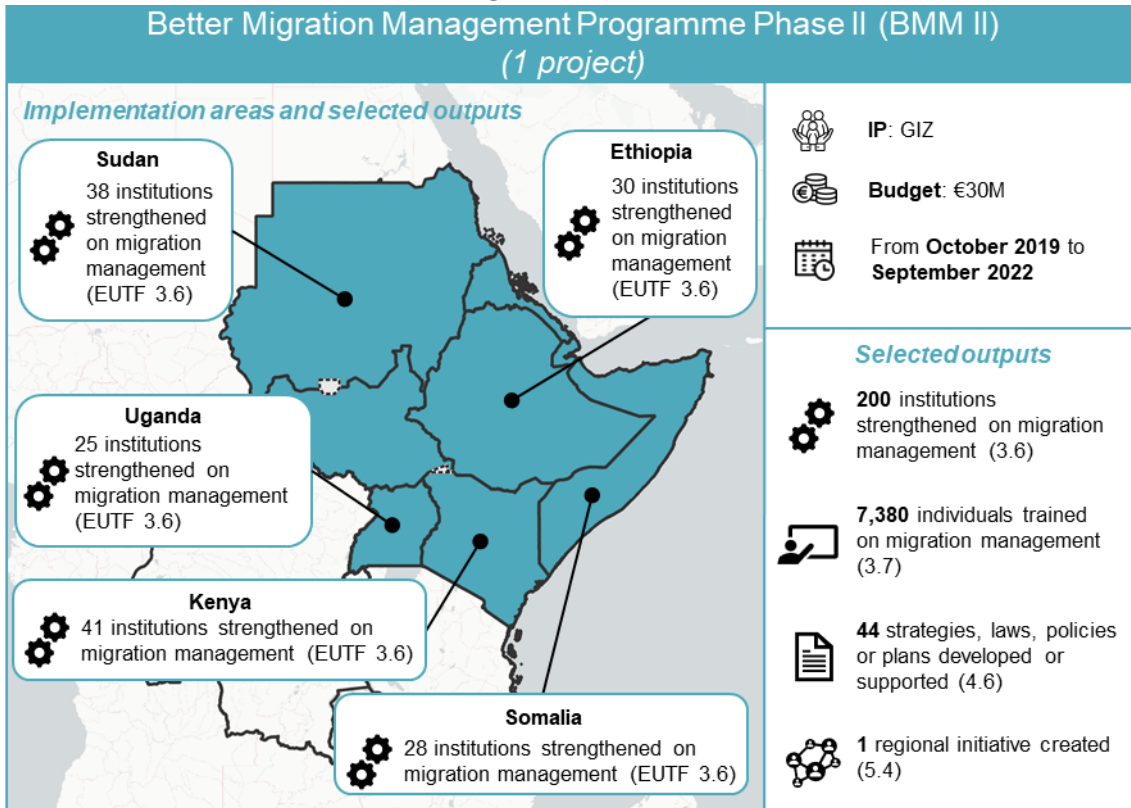 Better Migration Management Programme Phase II (BMM II)
(1 project)
Implementation areas and selected outputs
Sudan
38 institutions
strengthened
on migration
management
(EUTF 3.6)
Ethiopia
30 institutions
strengthened
on migration
management
(EUTF 3.6)
Uganda
25 institutions
strengthened on
migration management
(EUTF 3.6)
Kenya
41 institutions strengthened on
migration management (EUTF 3.6)
Somalia
28 institutions strengthened on
migration management (EUTF 3.6)
IP: GIZ
Budget: €30M
From October 2019 to
September 2022
Selected outputs
200 institutions
strengthened on migration
management (3.6)
7,380 individuals trained
on migration management
(3.7)
44 strategies, laws, policies
or plans developed or
supported (4.6)
1 regional initiative created
(5.4)